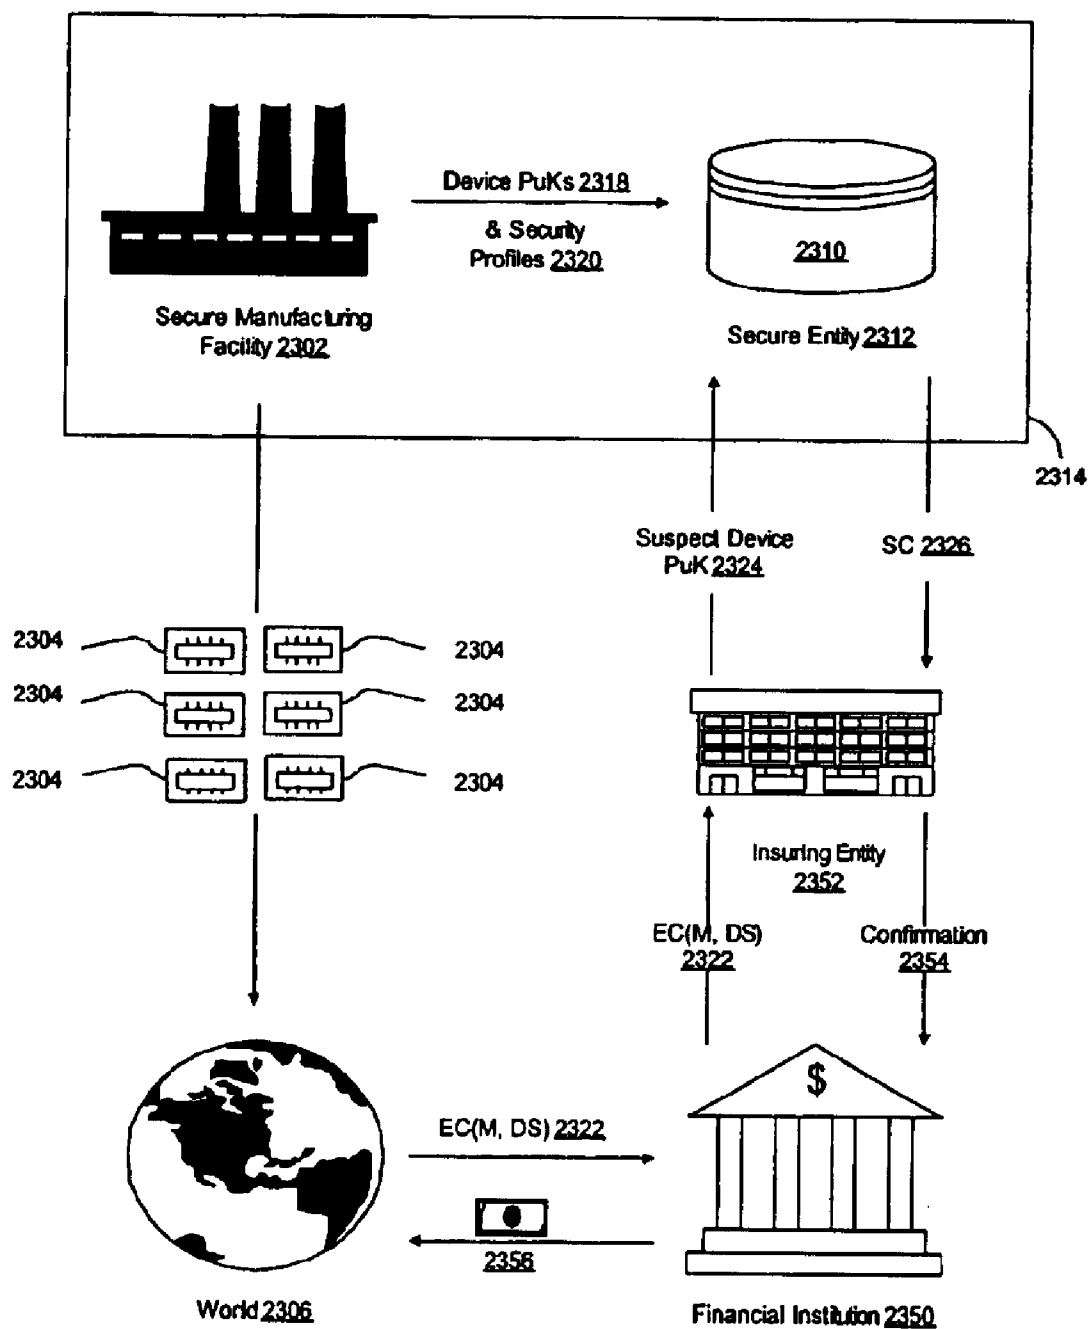 Device PuKs 2318
& Security
Profiles 2320
2310
Secure Manufacturing
Facility 2302
Secure Entity 2312
2314
Suspect Device
PuK 2324
SC 2326
2304
2304
2304
2304
2304
2304
Insuring Entity
2352
EC(M, DS)
2322
Confirmation
2354
$
EC(M, DS) 2322
2356
World 2306
Financial Institution 2350